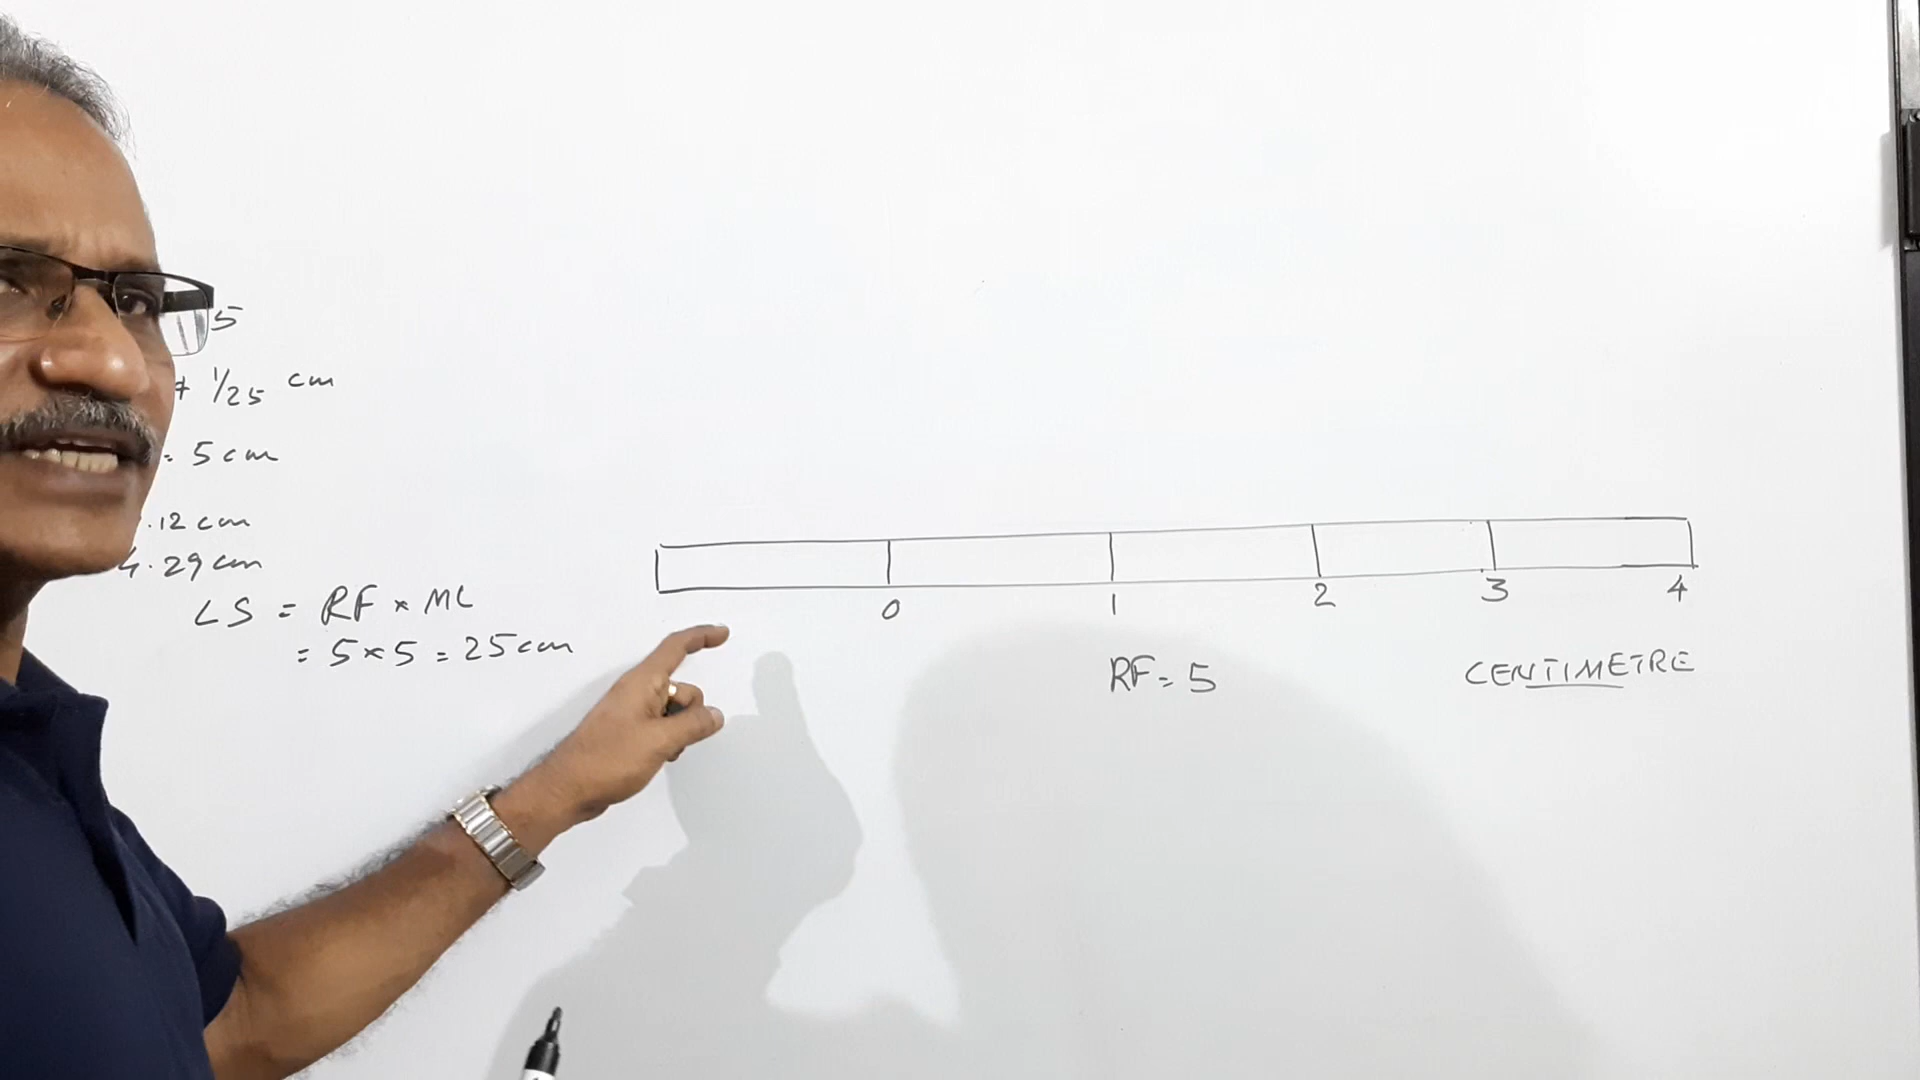 5
1/25 cm
= 5 cm
.12 cm
4.29 cm
LS = RF × ML
= 5 × 5 = 25 cm
0 1 2 3 4
RF = 5
CENTIMETRE